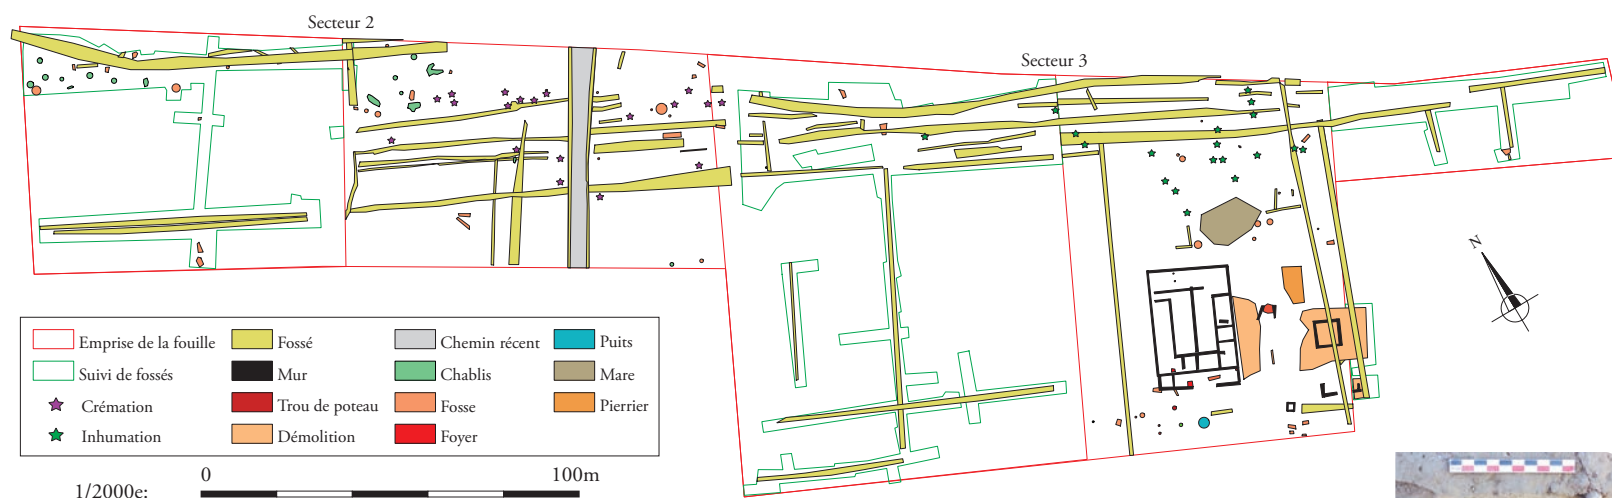 Secteur 2
Secteur 3
N
Emprise de la fouille
Suivi de fossés
Crémation
Inhumation
Fossé
Mur
Trou de poteau
Démolition
Chemin récent
Chablis
Fosse
Foyer
Puits
Mare
Pierrier
0 100m
1/2000e: